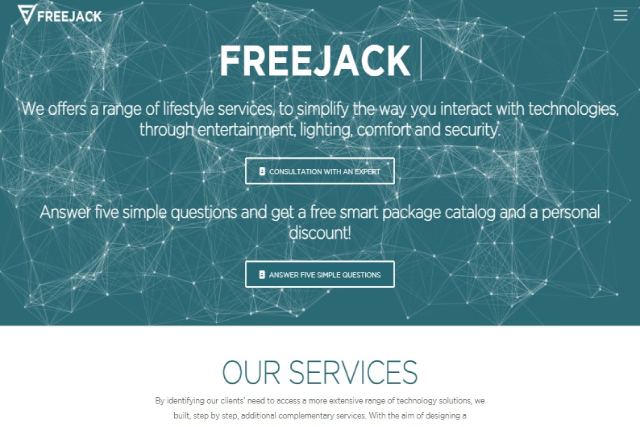 FREEJACK
FREEJACK
We offers a range of lifestyle services, to simplify the way you interact with technologies,
through entertainment, lighting, comfort and security.
CONSULTATION WITH AN EXPERT
Answer five simple questions and get a free smart package catalog and a personal
discount!
ANSWER FIVE SIMPLE QUESTIONS
OUR SERVICES
By identifying our clients' need to access a more extensive range of technology solutions, we
built, step by step, additional complementary services. With the aim of designing a